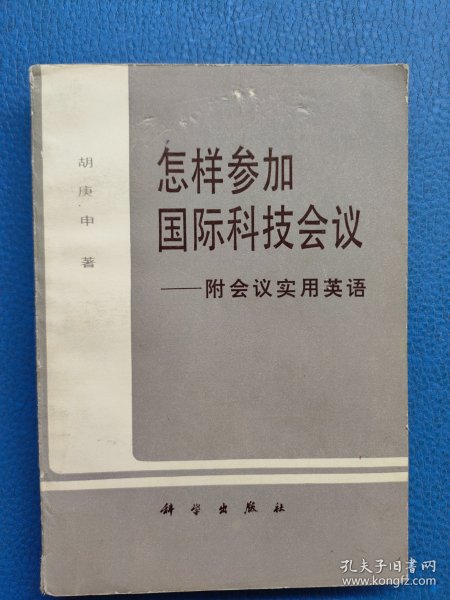 怎样参加
国际科技会议
——附会议实用英语
胡庚申 著
科学出版社
孔夫子旧书网
www.kongfz.com